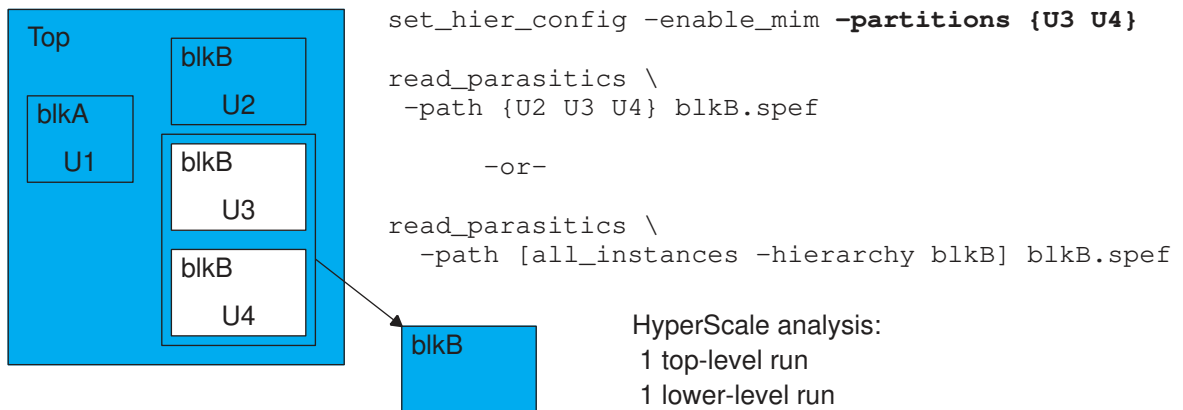 Top
blkA
U1
blkB
U2
blkB
U3
blkB
U4
blkB
set_hier_config -enable_mim -partitions {U3 U4}
read_parasitics \
-path {U2 U3 U4} blkB.spef
-or-
read_parasitics \
-path [all_instances -hierarchy blkB] blkB.spef
HyperScale analysis:
1 top-level run
1 lower-level run